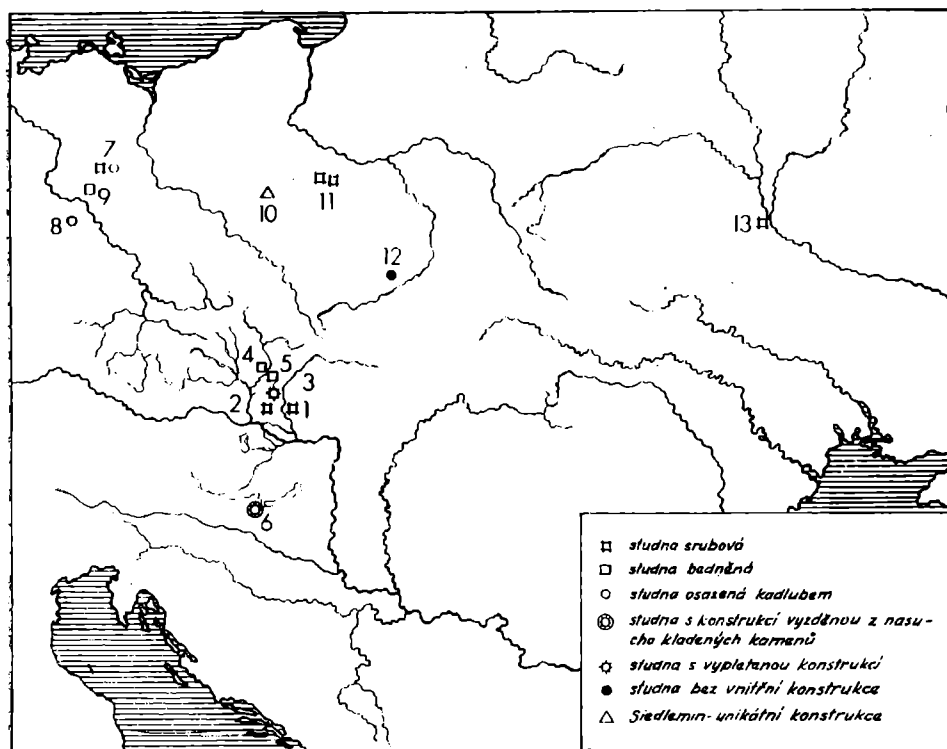 7
9
8
10
11
12
13
4
5
3
2
1
6
studna srubová
studna bedněná
studna osazená kadlubem
studna s konstrukcí vyzděnou z nasu-
cho kladených kamenů
studna s vypletenou konstrukcí
studna bez vnitřní konstrukce
Siedlemin-unikátní konstrukce